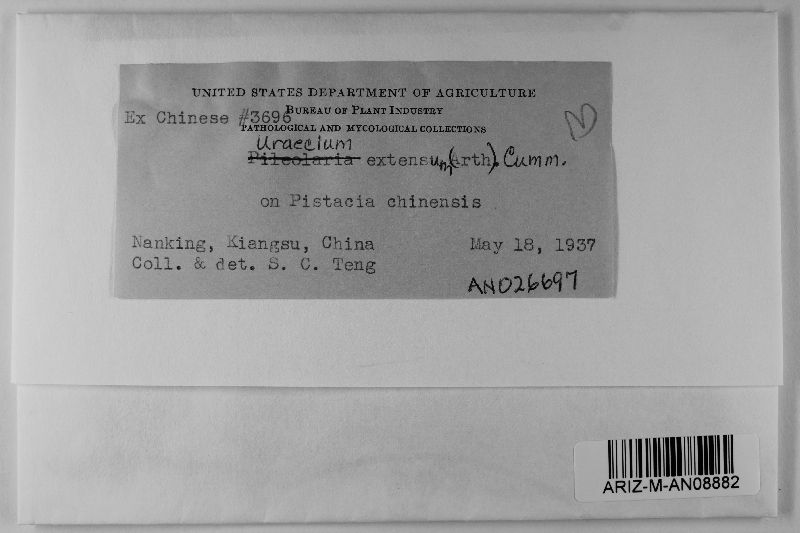 UNITED STATES DEPARTMENT OF AGRICULTURE
BUREAU OF PLANT INDUSTRY
Ex Chinese #3696
PATHOLOGICAL AND MYCOLOGICAL COLLECTIONS
Uraecium
Pileolaria extensum (Arth). Cumm.
on Pistacia chinensis
Nanking, Kiangsu, China May 18, 1937
Coll. & det. S. C. Teng
AN026697
ARIZ-M-AN08882